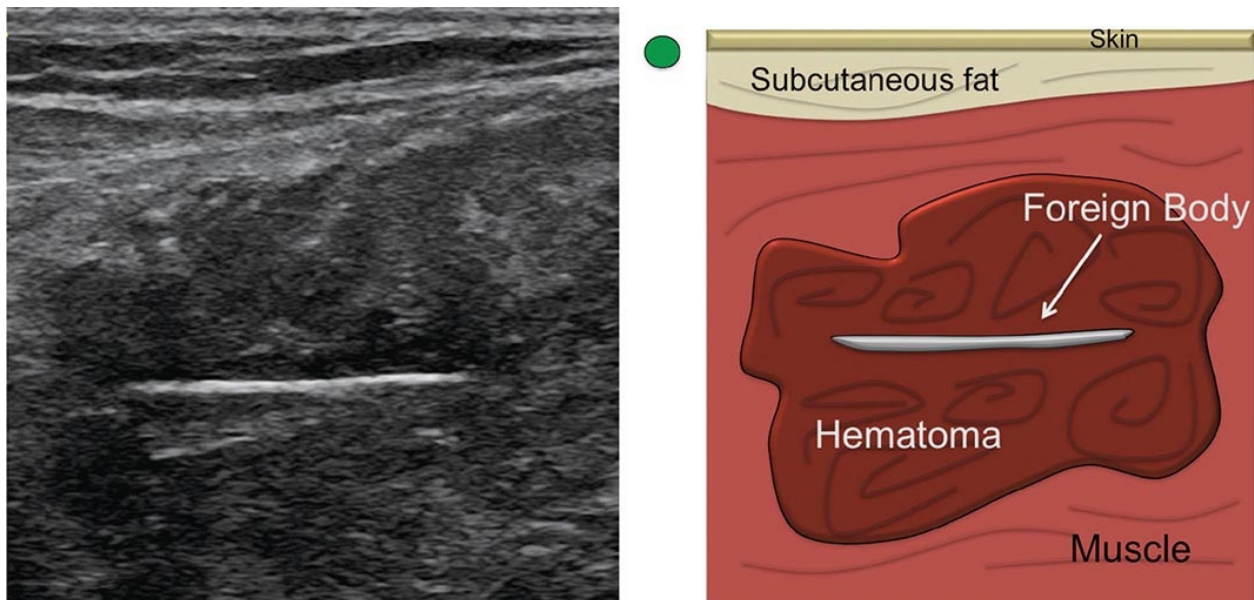 Skin
Subcutaneous fat
Foreign Body
Hematoma
Muscle